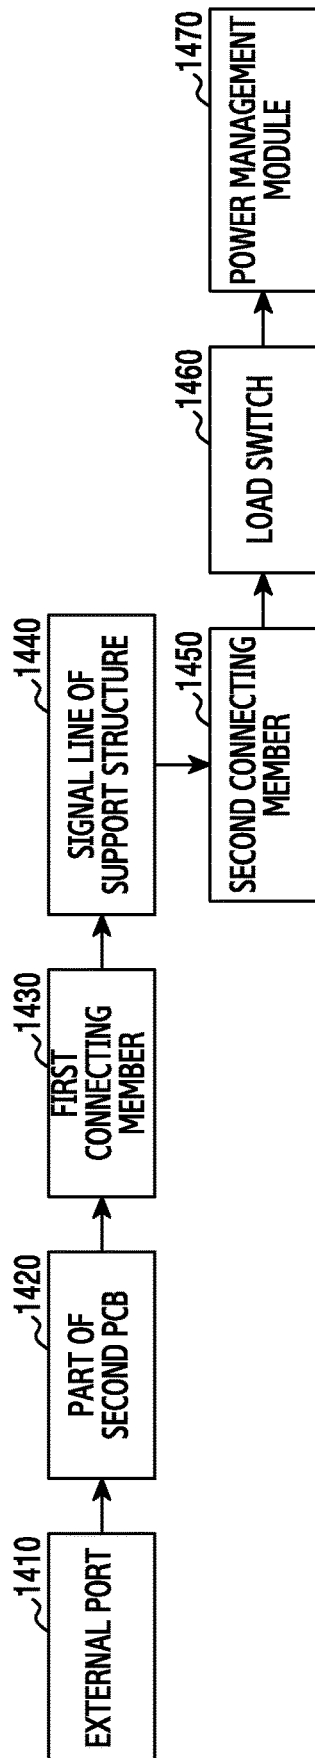 1410
EXTERNAL PORT
1420
PART OF
SECOND PCB
1430
FIRST
CONNECTING
MEMBER
1440
SIGNAL LINE OF
SUPPORT STRUCTURE
1450
SECOND CONNECTING
MEMBER
1460
LOAD SWITCH
1470
POWER MANAGEMENT
MODULE